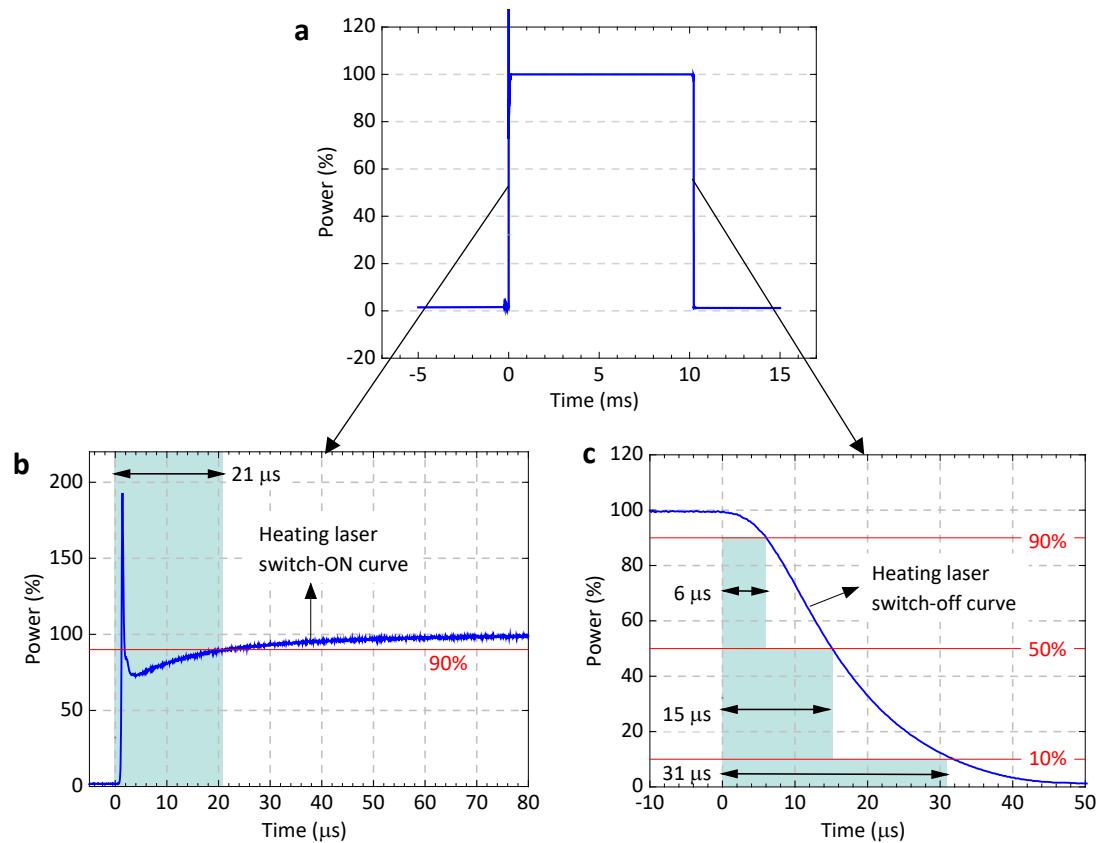 a
120
100
80
60
40
20
0
-20
Power (%)
-5
0
5
10
15
Time (ms)
b
200
150
100
50
0
Power (%)
21 μs
Heating laser
switch-ON curve
90%
0
10
20
30
40
50
60
70
80
Time (μs)
c
120
100
80
60
40
20
0
Power (%)
90%
6 μs
Heating laser
switch-off curve
50%
15 μs
10%
31 μs
-10
0
10
20
30
40
50
Time (μs)